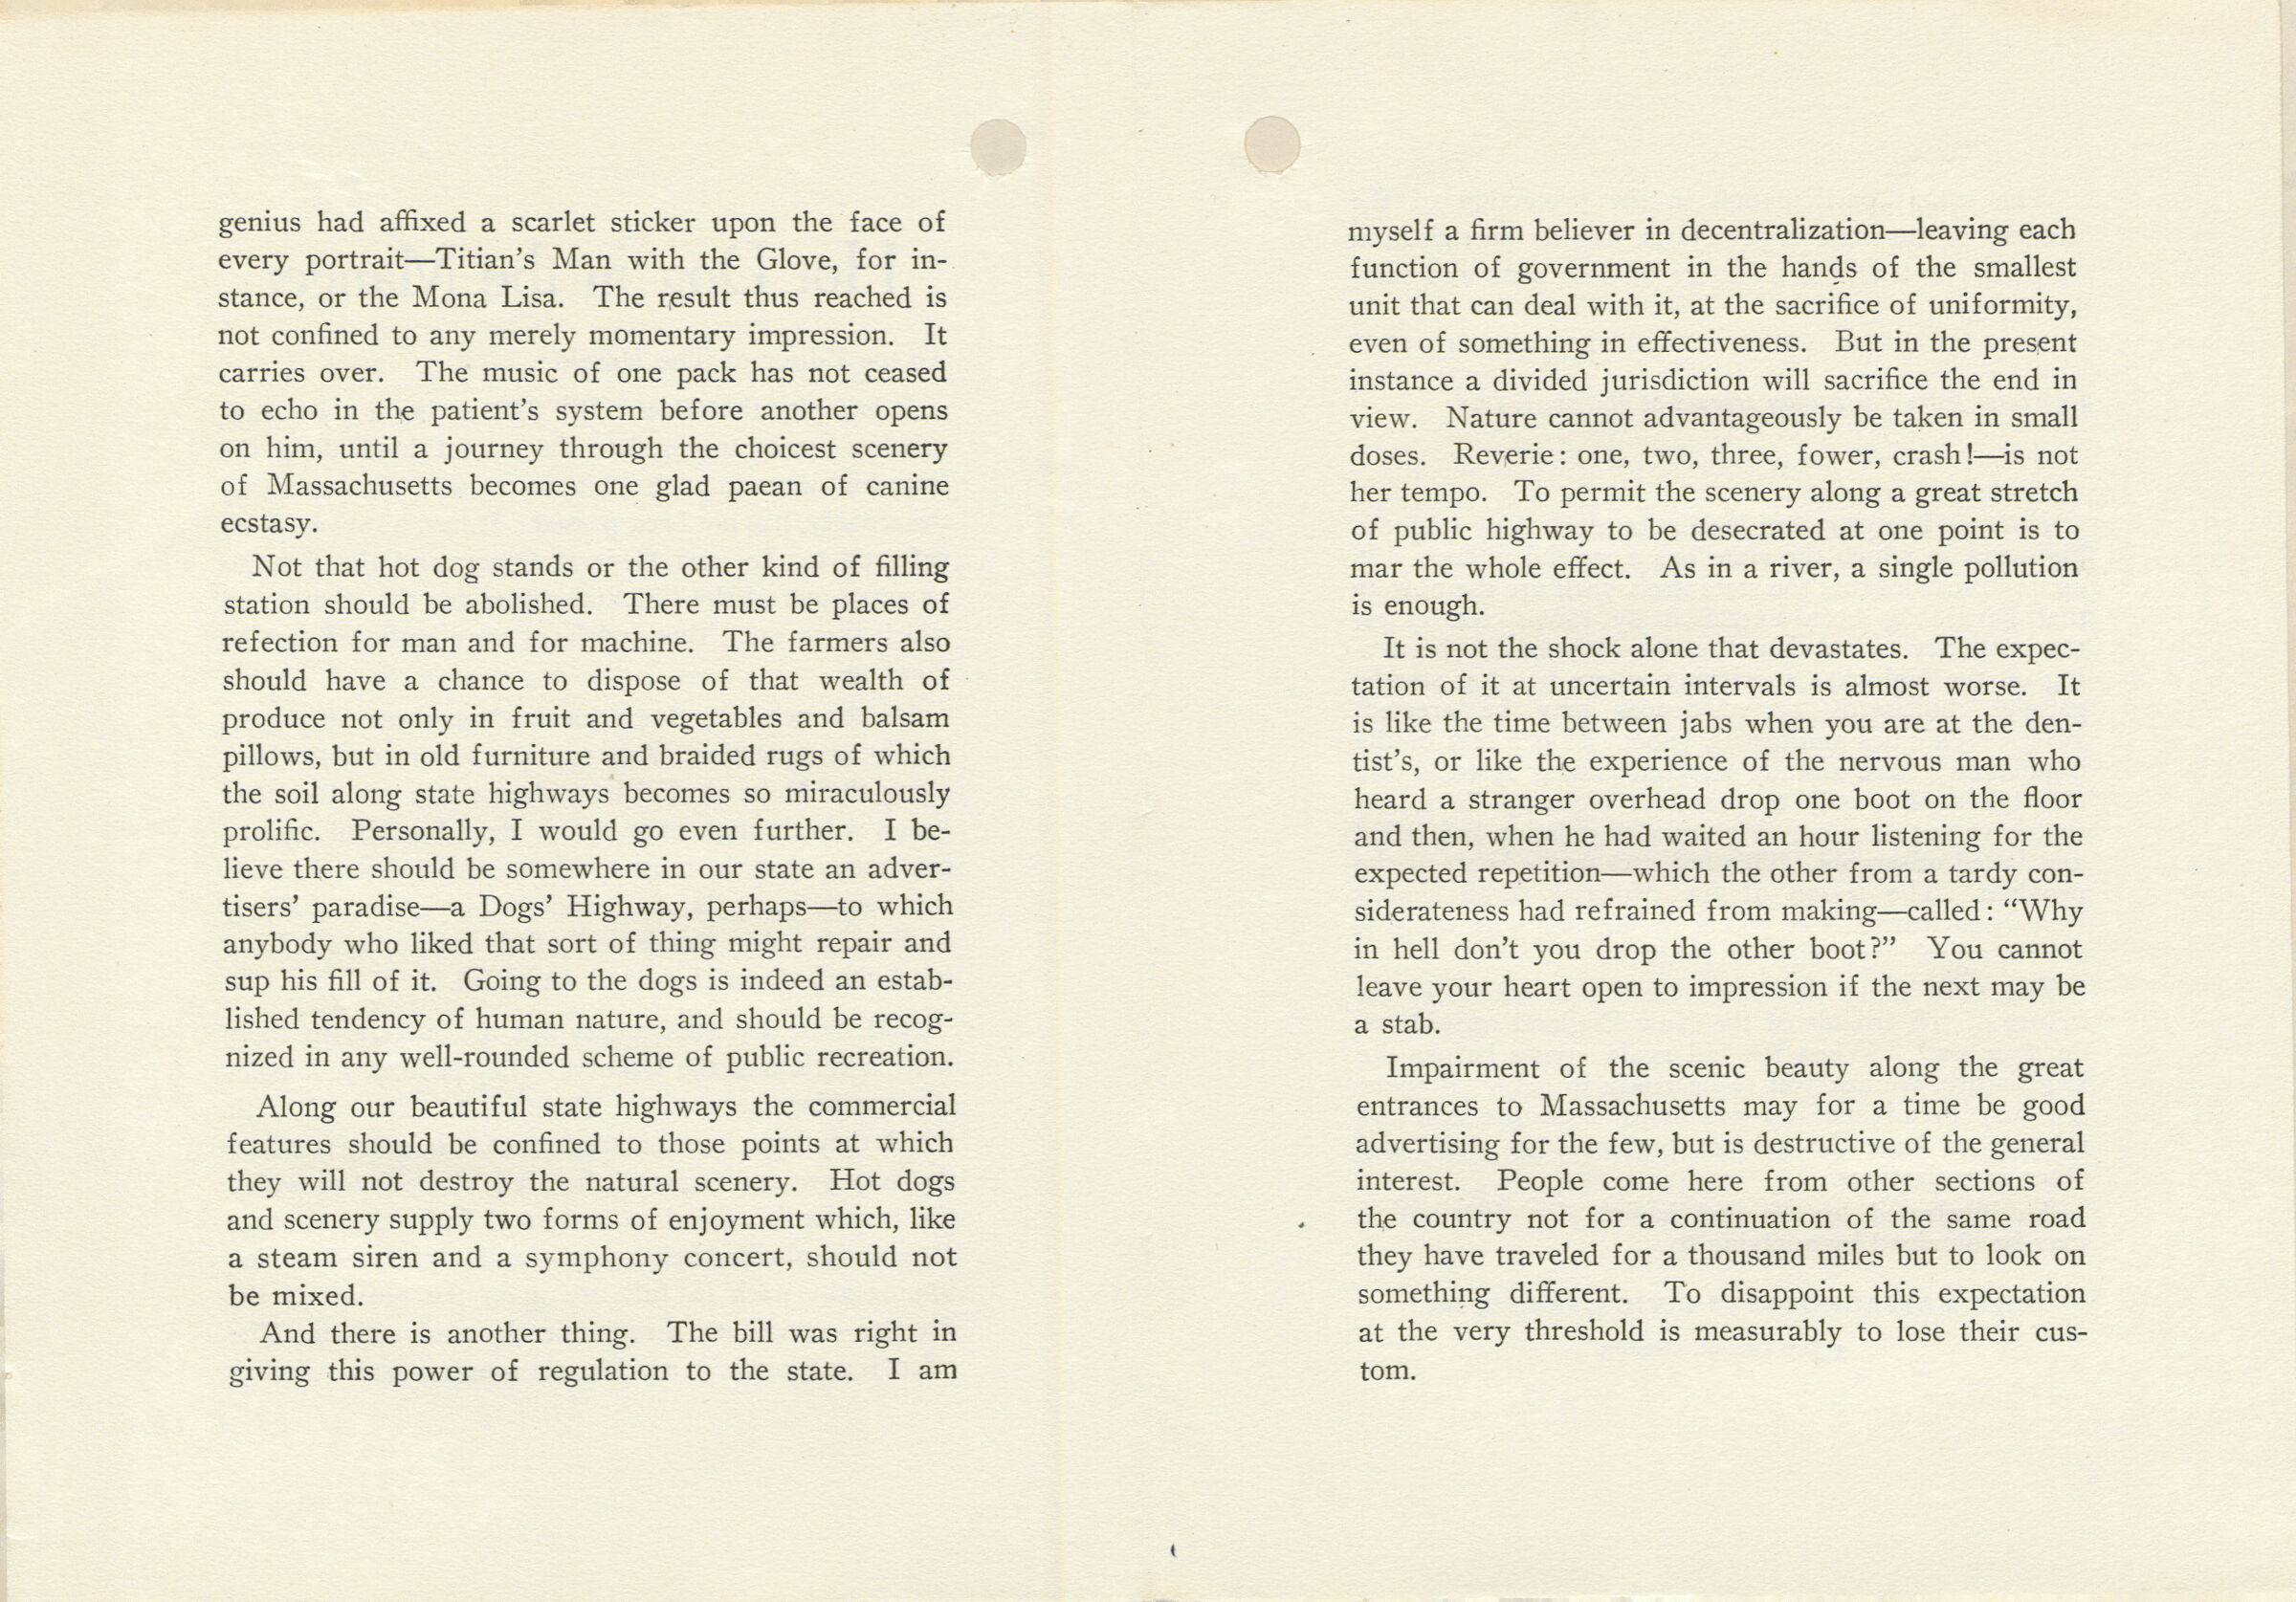 genius had affixed a scarlet sticker upon the face of
every portrait—Titian's Man with the Glove, for in-
stance, or the Mona Lisa. The result thus reached is
not confined to any merely momentary impression. It
carries over. The music of one pack has not ceased
to echo in the patient's system before another opens
on him, until a journey through the choicest scenery
of Massachusetts becomes one glad paean of canine
ecstasy.
Not that hot dog stands or the other kind of filling
station should be abolished. There must be places of
refection for man and for machine. The farmers also
should have a chance to dispose of that wealth of
produce not only in fruit and vegetables and balsam
pillows, but in old furniture and braided rugs of which
the soil along state highways becomes so miraculously
prolific. Personally, I would go even further. I be-
lieve there should be somewhere in our state an adver-
tisers' paradise—a Dogs' Highway, perhaps—to which
anybody who liked that sort of thing might repair and
sup his fill of it. Going to the dogs is indeed an estab-
lished tendency of human nature, and should be recog-
nized in any well-rounded scheme of public recreation.
Along our beautiful state highways the commercial
features should be confined to those points at which
they will not destroy the natural scenery. Hot dogs
and scenery supply two forms of enjoyment which, like
a steam siren and a symphony concert, should not
be mixed.
And there is another thing. The bill was right in
giving this power of regulation to the state. I am
myself a firm believer in decentralization—leaving each
function of government in the hands of the smallest
unit that can deal with it, at the sacrifice of uniformity,
even of something in effectiveness. But in the present
instance a divided jurisdiction will sacrifice the end in
view. Nature cannot advantageously be taken in small
doses. Reverie: one, two, three, fower, crash!—is not
her tempo. To permit the scenery along a great stretch
of public highway to be desecrated at one point is to
mar the whole effect. As in a river, a single pollution
is enough.
It is not the shock alone that devastates. The expec-
tation of it at uncertain intervals is almost worse. It
is like the time between jabs when you are at the den-
tist's, or like the experience of the nervous man who
heard a stranger overhead drop one boot on the floor
and then, when he had waited an hour listening for the
expected repetition—which the other from a tardy con-
siderateness had refrained from making—called: "Why
in hell don't you drop the other boot?" You cannot
leave your heart open to impression if the next may be
a stab.
Impairment of the scenic beauty along the great
entrances to Massachusetts may for a time be good
advertising for the few, but is destructive of the general
interest. People come here from other sections of
the country not for a continuation of the same road
they have traveled for a thousand miles but to look on
something different. To disappoint this expectation
at the very threshold is measurably to lose their cus-
tom.